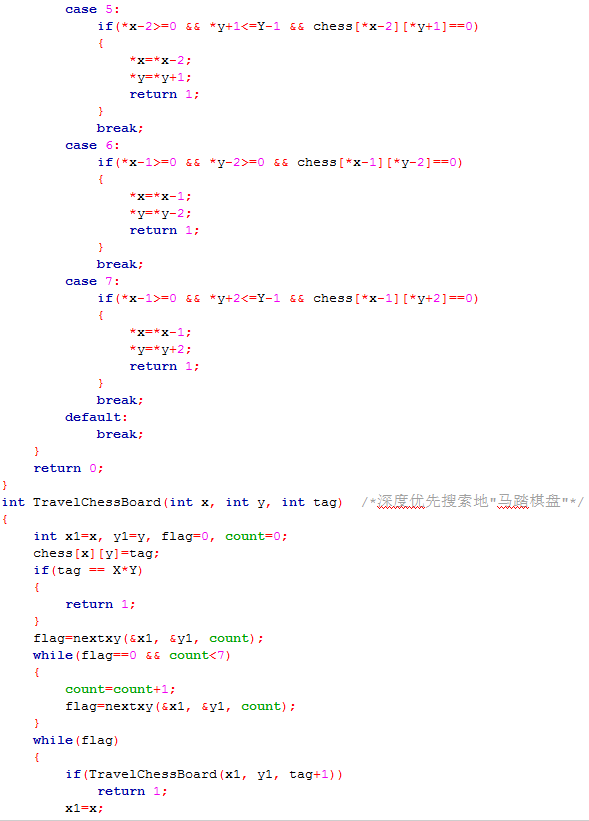 case 5:
if(*x-2>=0 && *y+1<=Y-1 && chess[*x-2][*y+1]==0)
{
*x=*x-2;
*y=*y+1;
return 1;
}
break;
case 6:
if(*x-1>=0 && *y-2>=0 && chess[*x-1][*y-2]==0)
{
*x=*x-1;
*y=*y-2;
return 1;
}
break;
case 7:
if(*x-1>=0 && *y+2<=Y-1 && chess[*x-1][*y+2]==0)
{
*x=*x-1;
*y=*y+2;
return 1;
}
break;
default:
break;
}
return 0;
}
int TravelChessBoard(int x, int y, int tag) /*深度优先搜索地"马踏棋盘"*/
{
int x1=x, y1=y, flag=0, count=0;
chess[x][y]=tag;
if(tag == X*Y)
{
return 1;
}
flag=nextxy(&x1, &y1, count);
while(flag==0 && count<7)
{
count=count+1;
flag=nextxy(&x1, &y1, count);
}
while(flag)
{
if(TravelChessBoard(x1, y1, tag+1))
return 1;
x1=x;